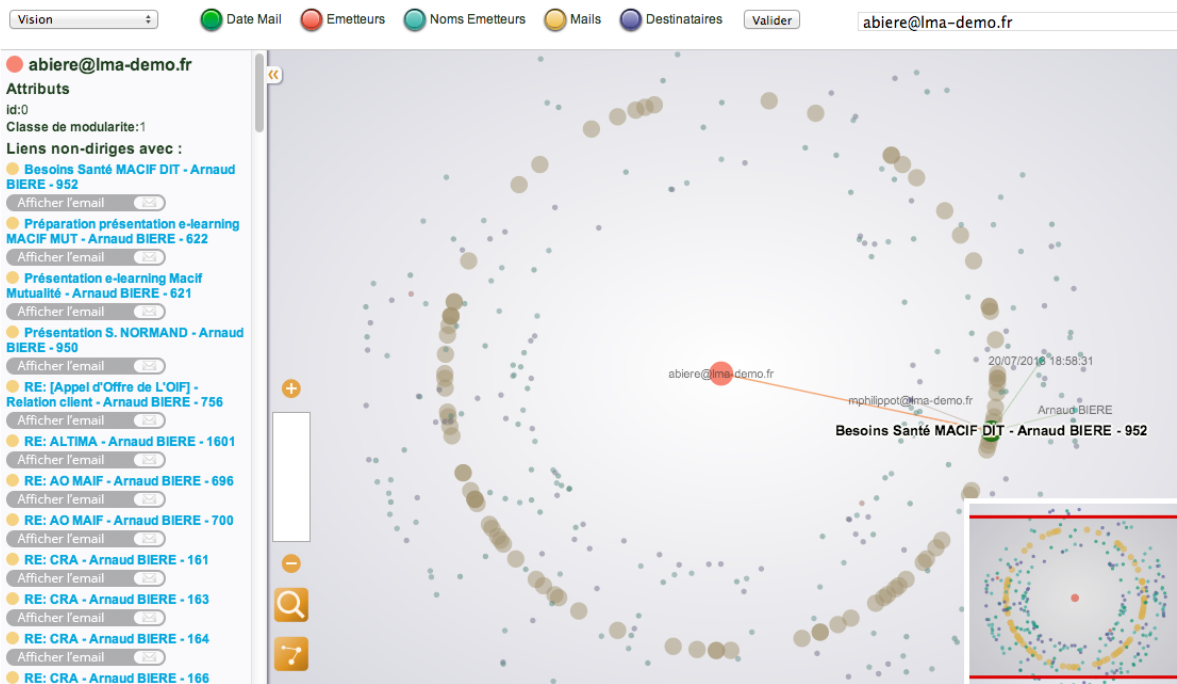 Vision
Date Mail
Emetteurs
Noms Emetteurs
Mails
Destinataires
Valider
abiere@lma-demo.fr
abiere@lma-demo.fr
Attributs
id:0
Classe de modularite:1
Liens non-diriges avec :
Besoins Santé MACIF DIT - Arnaud
BIERE - 952
Afficher l'email
Préparation présentation e-learning
MACIF MUT - Arnaud BIERE - 622
Afficher l'email
Présentation e-learning Macif
Mutualité - Arnaud BIERE - 621
Afficher l'email
Présentation S. NORMAND - Arnaud
BIERE - 950
Afficher l'email
RE: [Appel d'Offre de L'OIF] -
Relation client - Arnaud BIERE - 756
Afficher l'email
RE: ALTIMA - Arnaud BIERE - 1601
Afficher l'email
RE: AO MAIF - Arnaud BIERE - 696
Afficher l'email
RE: AO MAIF - Arnaud BIERE - 700
Afficher l'email
RE: CRA - Arnaud BIERE - 161
Afficher l'email
RE: CRA - Arnaud BIERE - 163
Afficher l'email
RE: CRA - Arnaud BIERE - 164
Afficher l'email
RE: CRA - Arnaud BIERE - 166
20/07/2013 18:58:31
abiere@lma-demo.fr
mphilippot@lma-demo.fr
Arnaud BIERE
Besoins Santé MACIF DIT - Arnaud BIERE - 952